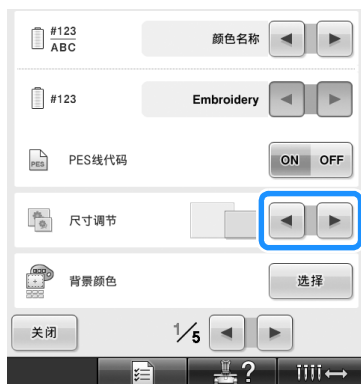 #123
ABC
颜色名称
#123
Embroidery
PES
PES线代码
ON OFF
尺寸调节
背景颜色
选择
关闭
1/5
?